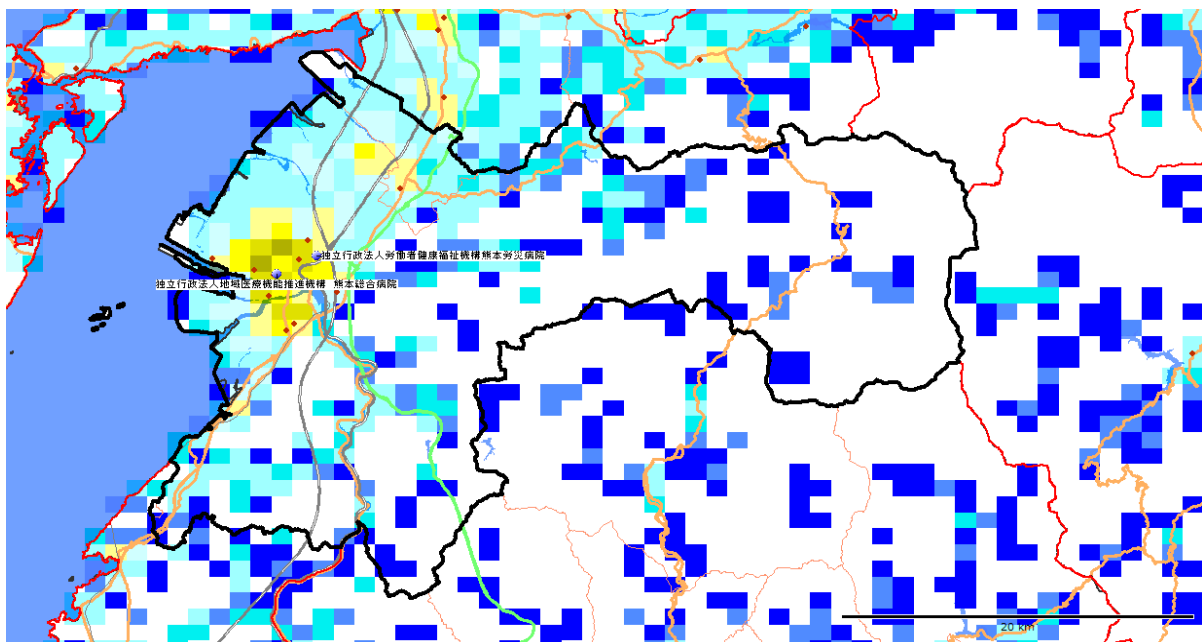 独立行政法人労働者健康福祉機構熊本労災病院
独立行政法人地域医療機能推進機構　熊本総合病院
20 km